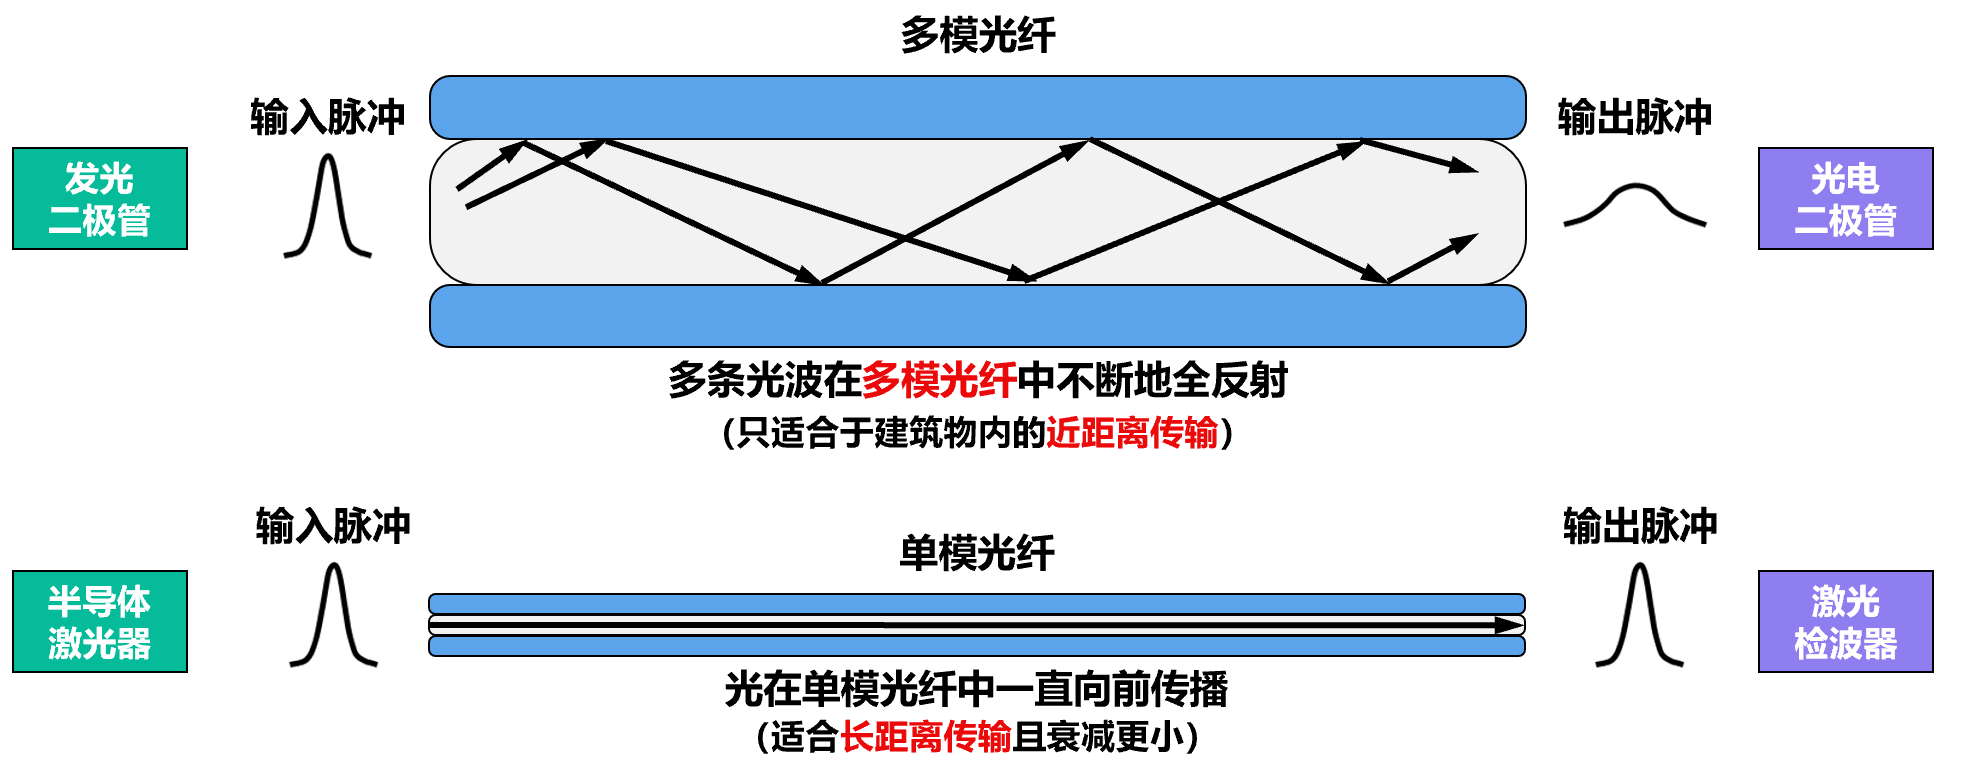 多模光纤
输入脉冲
输出脉冲
发光
二极管
光电
二极管
多条光波在多模光纤中不断地全反射
（只适合于建筑物内的近距离传输）
输入脉冲
输出脉冲
单模光纤
半导体
激光器
激光
检波器
光在单模光纤中一直向前传播
（适合长距离传输且衰减更小）